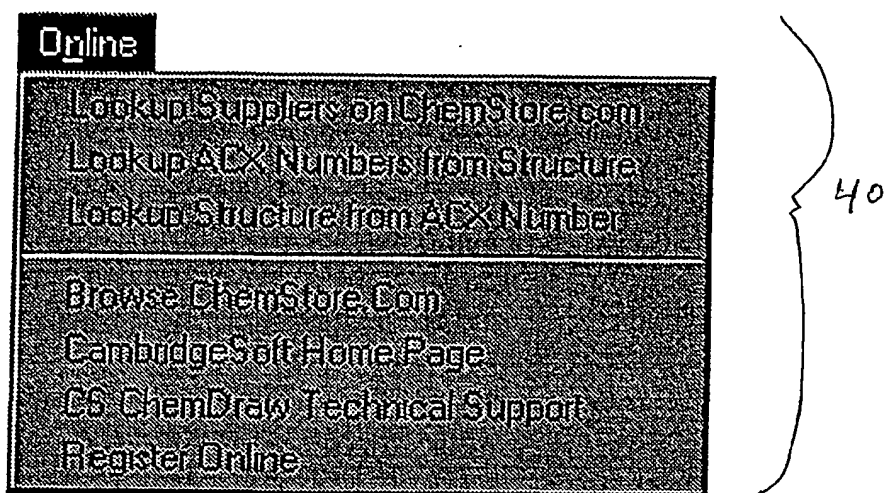 Online
Lookup Suppliers on ChemStore.com
Lookup ACX Numbers from Structure
Lookup Structure from ACX Number
Browse ChemStore.Com
CambridgeSoft Home Page
CS ChemDraw Technical Support
Register Online
40